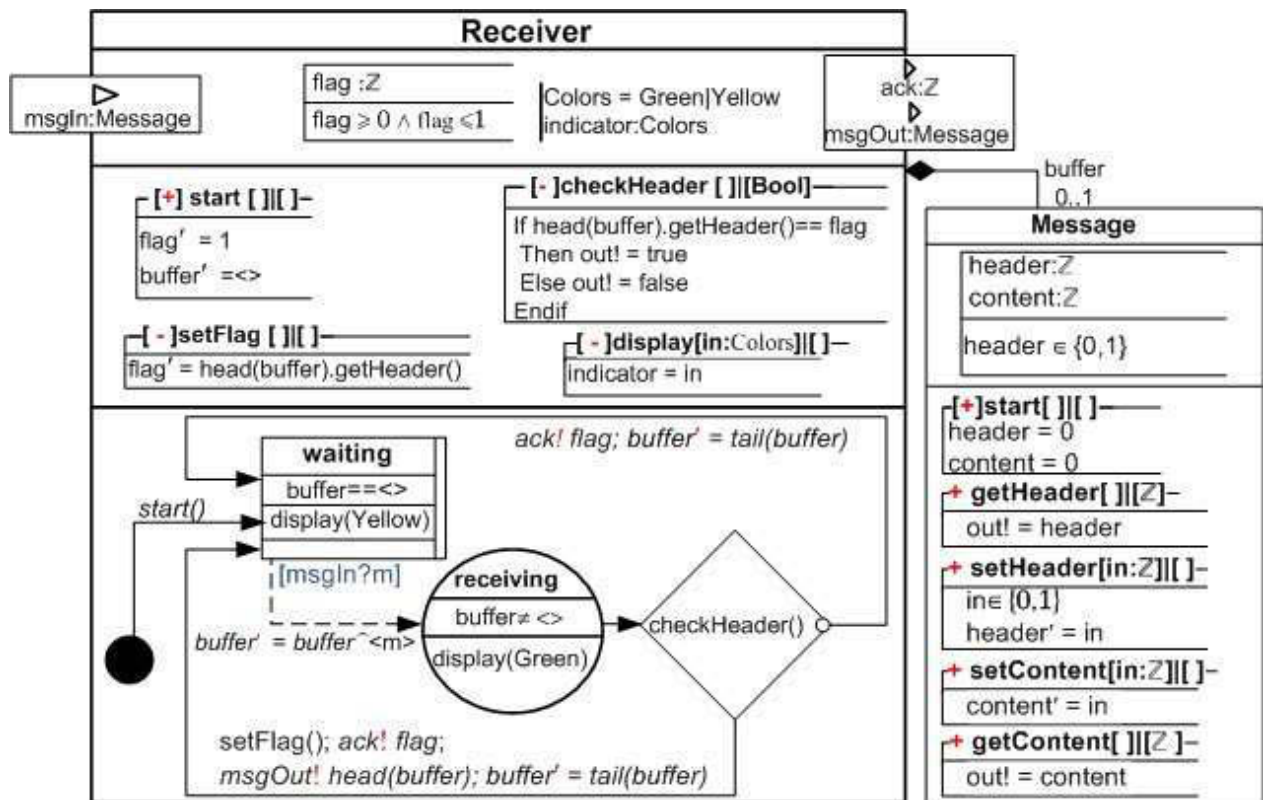 Receiver
msgIn:Message
flag :ℤ
flag ⩾ 0 ∧ flag ⩽1
Colors = Green|Yellow
indicator:Colors
ack:ℤ
msgOut:Message
buffer
0..1
[+] start [ ]|[ ]
flag′ = 1
buffer′ =<>
[-]checkHeader [ ]|[Bool]
If head(buffer).getHeader()== flag
Then out! = true
Else out! = false
Endif
[ - ]setFlag [ ]|[ ]
flag′ = head(buffer).getHeader()
[ - ]display[in:Colors]|[ ]
indicator = in
ack! flag; buffer′ = tail(buffer)
waiting
buffer==<>
display(Yellow)
start()
[msgIn?m]
buffer′ = buffer⌢<m>
receiving
buffer≠ <>
display(Green)
checkHeader()
setFlag(); ack! flag;
msgOut! head(buffer); buffer′ = tail(buffer)
Message
header:ℤ
content:ℤ
header ∈ {0,1}
[+]start[ ]|[ ]
header = 0
content = 0
+ getHeader[ ]|[ℤ]
out! = header
+ setHeader[in:ℤ]|[ ]
in∈ {0,1}
header′ = in
+ setContent[in:ℤ]|[ ]
content′ = in
+ getContent[ ]|[ℤ ]
out! = content